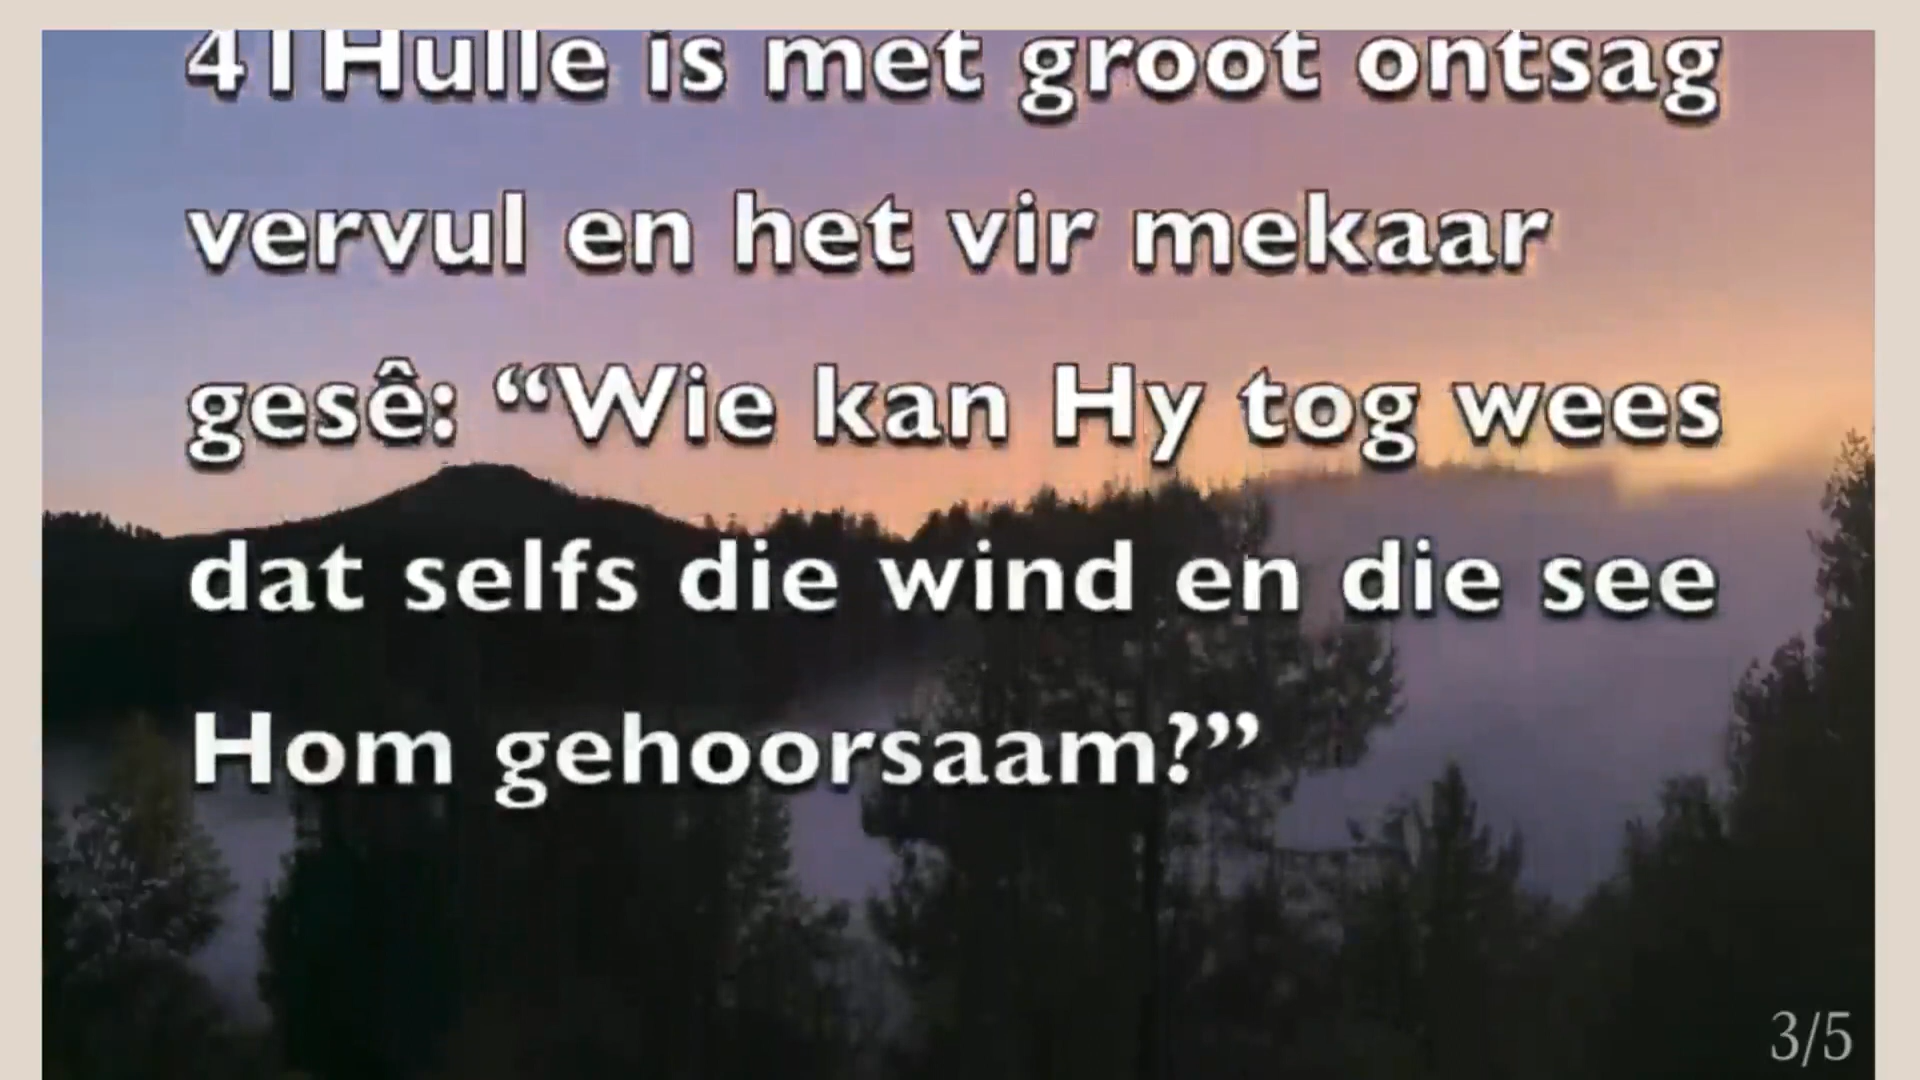 41Hulle is met groot ontsag
vervul en het vir mekaar
gesê: “Wie kan Hy tog wees
dat selfs die wind en die see
Hom gehoorsaam?”
3/5